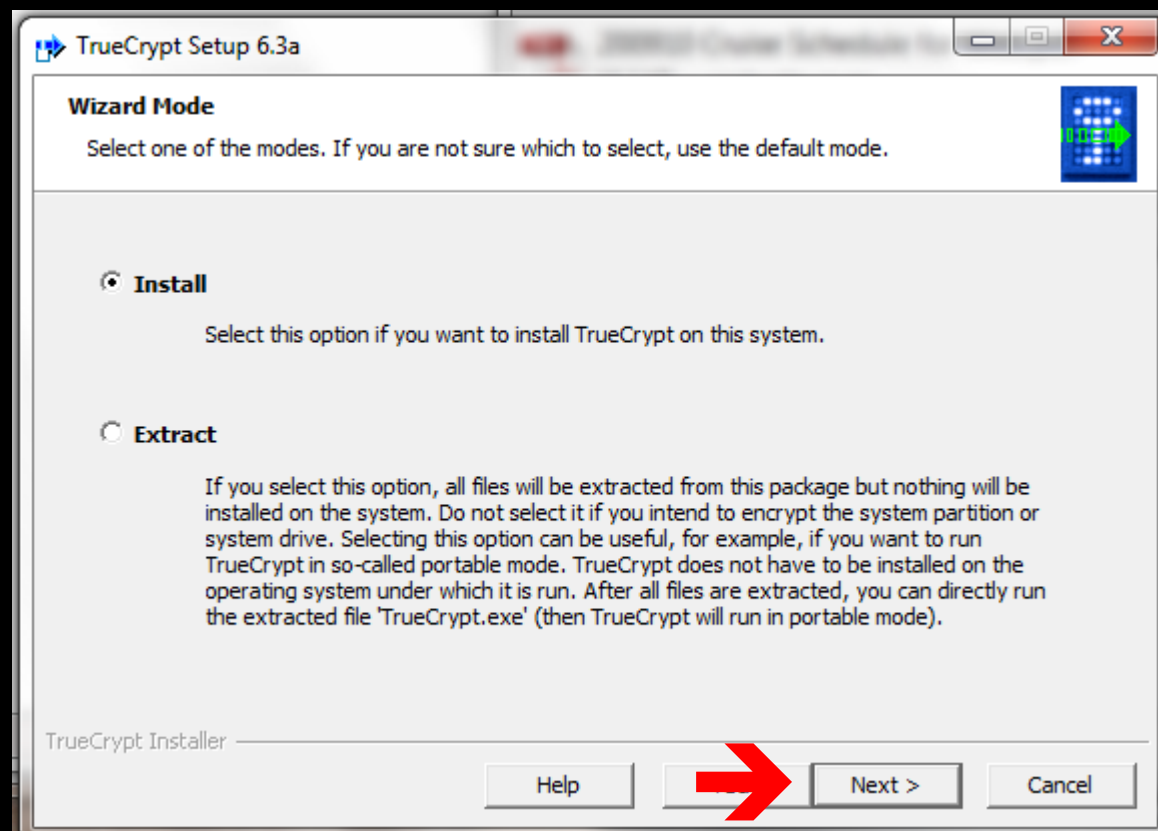 TrueCrypt Setup 6.3a
Wizard Mode
Select one of the modes. If you are not sure which to select, use the default mode.
Install
Select this option if you want to install TrueCrypt on this system.
Extract
If you select this option, all files will be extracted from this package but nothing will be
installed on the system. Do not select it if you intend to encrypt the system partition or
system drive. Selecting this option can be useful, for example, if you want to run
TrueCrypt in so-called portable mode. TrueCrypt does not have to be installed on the
operating system under which it is run. After all files are extracted, you can directly run
the extracted file 'TrueCrypt.exe' (then TrueCrypt will run in portable mode).
TrueCrypt Installer
Help
Next >
Cancel